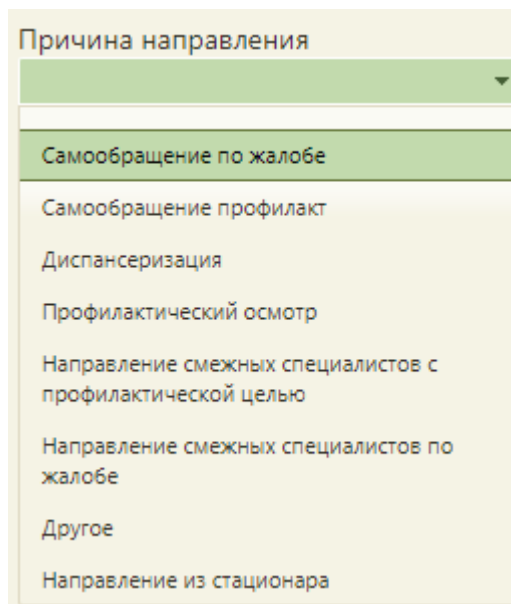 Причина направления
Самообращение по жалобе
Самообращение профилакт
Диспансеризация
Профилактический осмотр
Направление смежных специалистов с
профилактической целью
Направление смежных специалистов по
жалобе
Другое
Направление из стационара